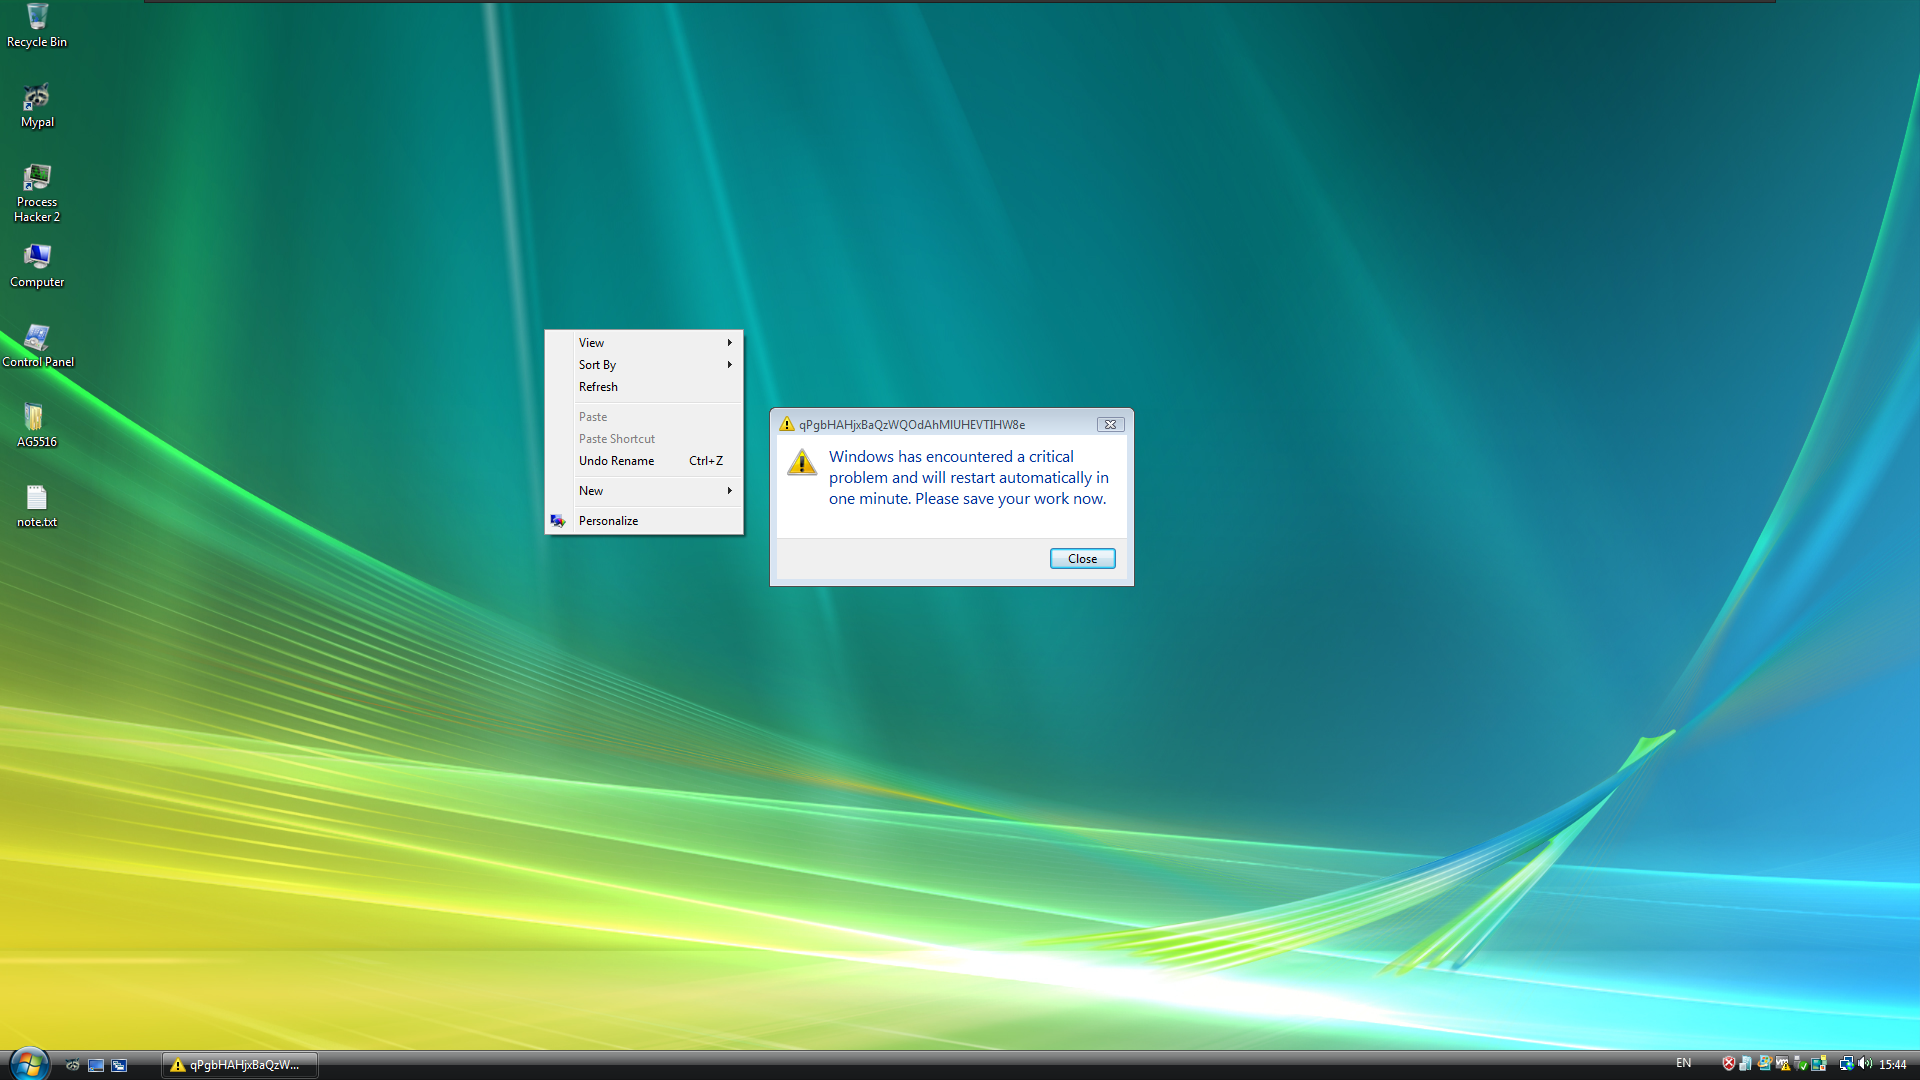 Recycle Bin
Mypal
Process
Hacker 2
Computer
Control Panel
AG5516
note.txt
View
Sort By
Refresh
Paste
Paste Shortcut
Undo Rename Ctrl+Z
New
Personalize
qPgbHAHjxBaQzWQOdAhMIUHEVTIHW8e
Windows has encountered a critical
problem and will restart automatically in
one minute. Please save your work now.
Close
qPgbHAHjxBaQzW...
EN
15:44